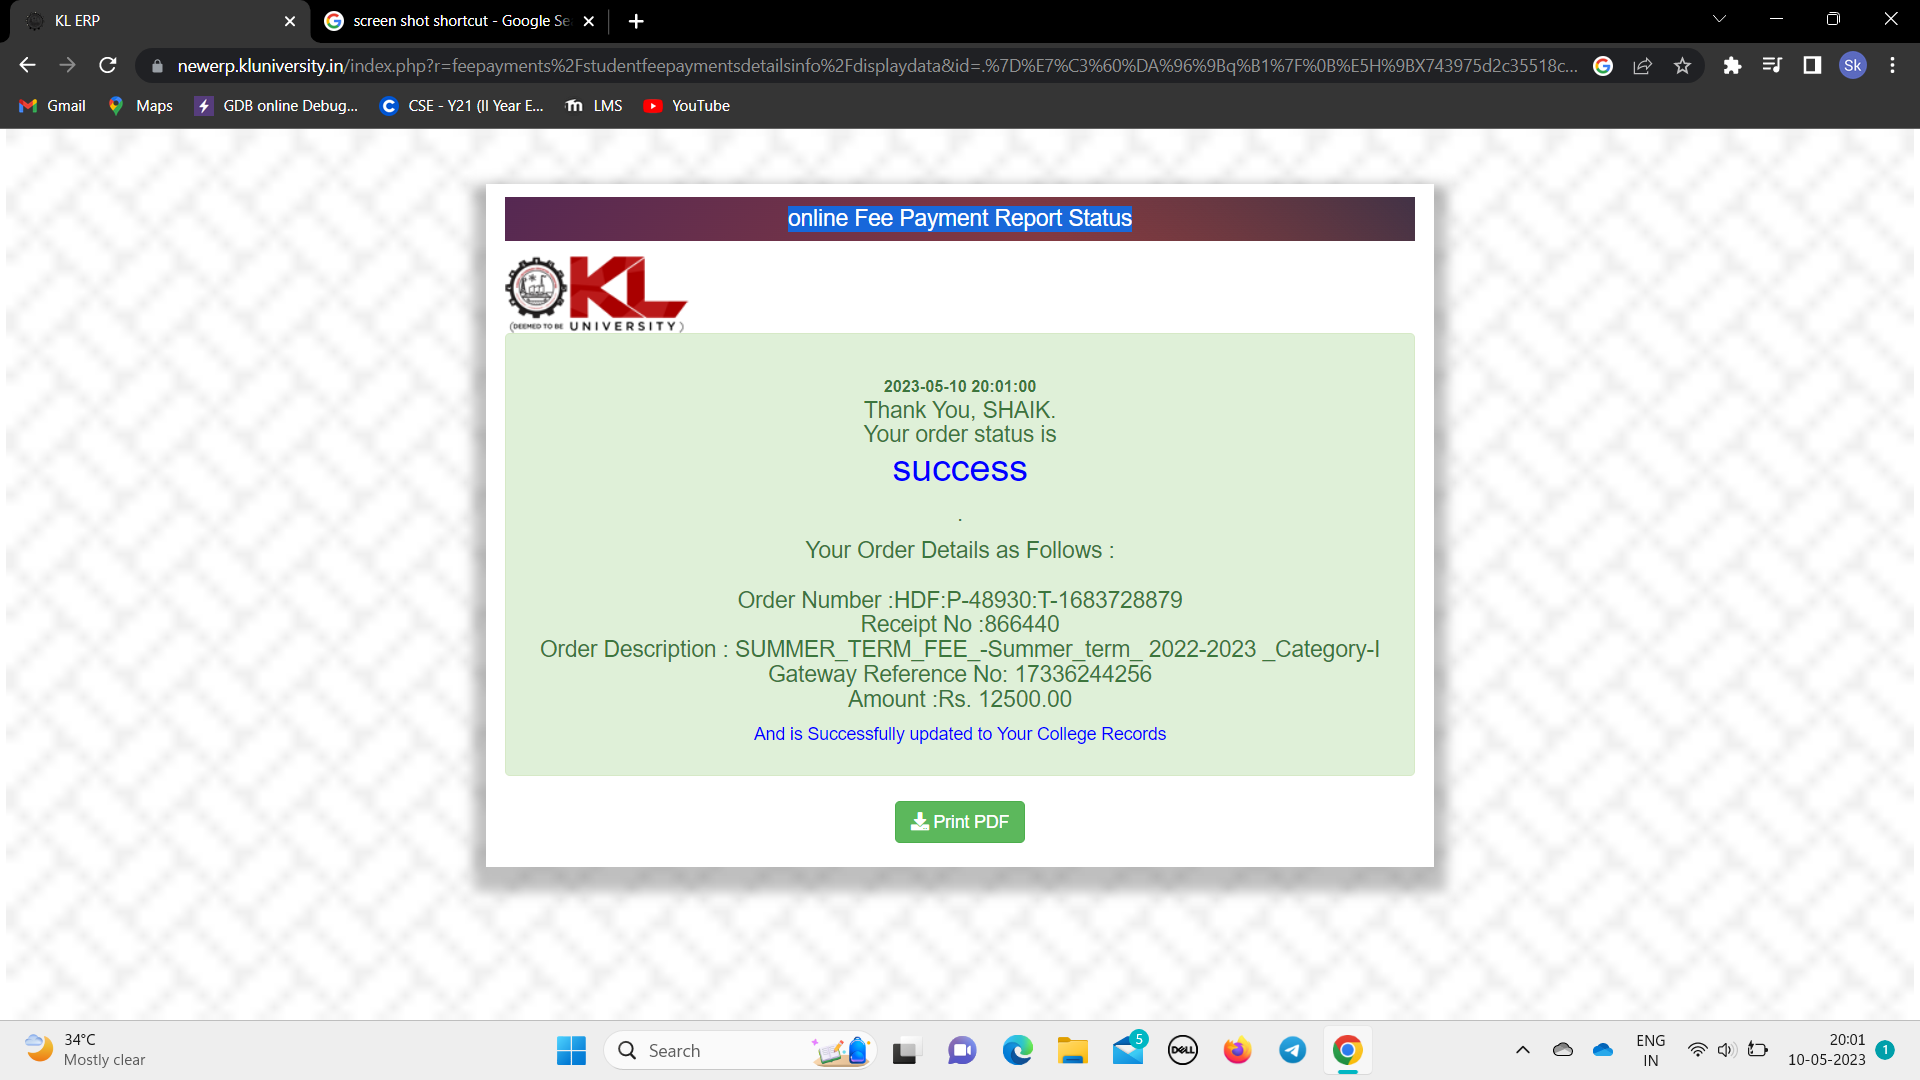 KL ERP
screen shot shortcut - Google Se
newerp.kluniversity.in/index.php?r=feepayments%2Fstudentfeepaymentsdetailsinfo%2Fdisplaydata&id=.%7D%E7%C3%60%DA%96%9Bq%B1%7F%0B%E5H%9BX743975d2c35518c...
Sk
Gmail
Maps
GDB online Debug...
CSE - Y21 (II Year E...
LMS
YouTube
online Fee Payment Report Status
KL
(DEEMED TO BE UNIVERSITY)
2023-05-10 20:01:00
Thank You, SHAIK.
Your order status is
success
.
Your Order Details as Follows :
Order Number :HDF:P-48930:T-1683728879
Receipt No :866440
Order Description : SUMMER_TERM_FEE_-Summer_term_ 2022-2023 _Category-I
Gateway Reference No: 17336244256
Amount :Rs. 12500.00
And is Successfully updated to Your College Records
Print PDF
34°C
Mostly clear
Search
5
DELL
ENG
IN
20:01
10-05-2023
1